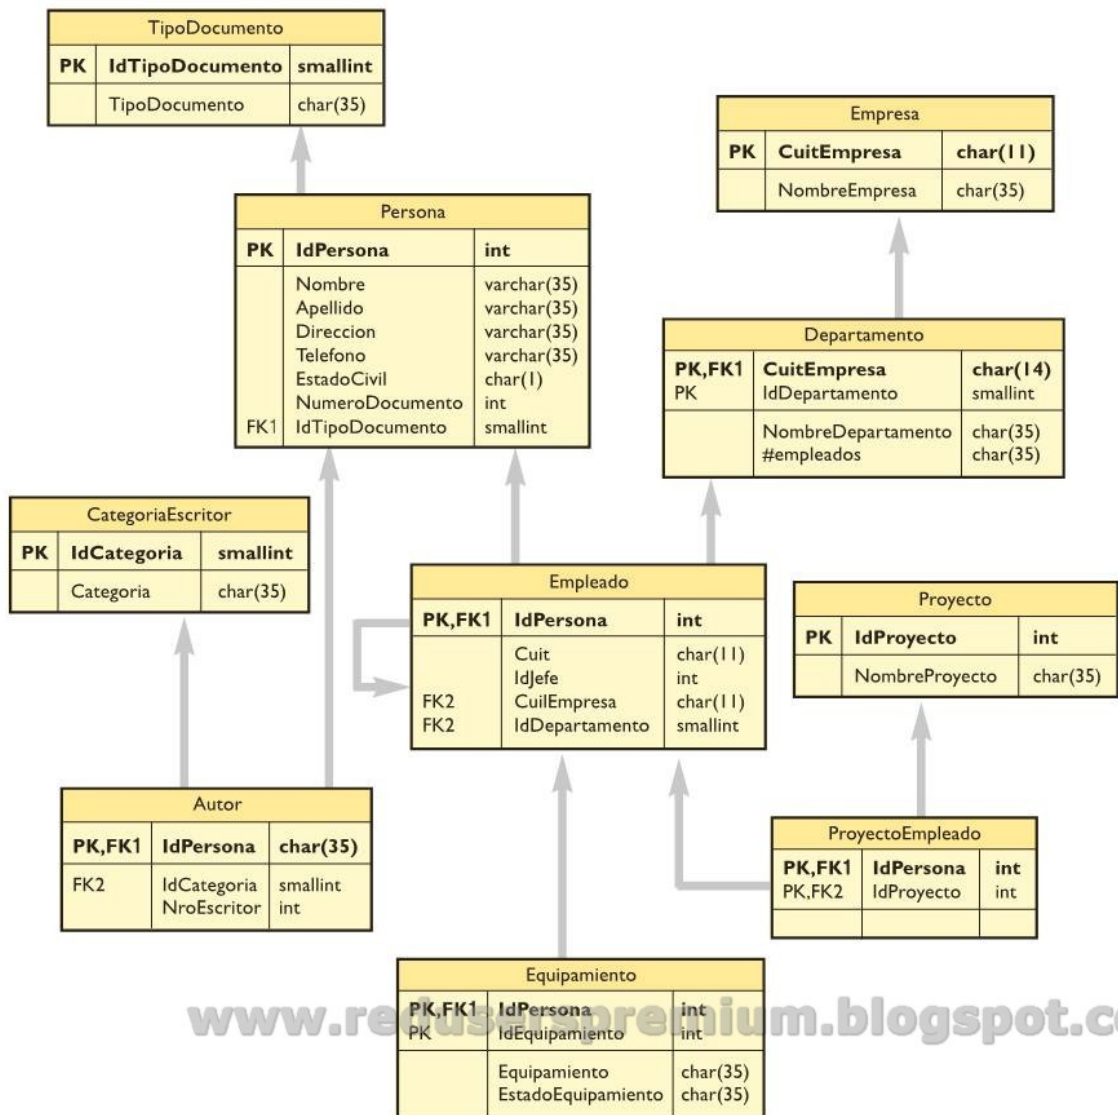 TipoDocumento
PK IdTipoDocumento smallint
TipoDocumento char(35)
Empresa
PK CuitEmpresa char(11)
NombreEmpresa char(35)
Persona
PK IdPersona int
Nombre varchar(35)
Apellido varchar(35)
Direccion varchar(35)
Telefono varchar(35)
EstadoCivil char(1)
NumeroDocumento int
FK1 IdTipoDocumento smallint
Departamento
PK,FK1 CuitEmpresa char(14)
PK IdDepartamento smallint
NombreDepartamento char(35)
#empleados char(35)
CategoriaEscritor
PK IdCategoria smallint
Categoria char(35)
Empleado
PK,FK1 IdPersona int
Cuit char(11)
IdJefe int
FK2 CuilEmpresa char(11)
FK2 IdDepartamento smallint
Proyecto
PK IdProyecto int
NombreProyecto char(35)
Autor
PK,FK1 IdPersona char(35)
FK2 IdCategoria smallint
NroEscritor int
ProyectoEmpleado
PK,FK1 IdPersona int
PK,FK2 IdProyecto int
Equipamiento
PK,FK1 IdPersona int
PK IdEquipamiento int
Equipamiento char(35)
EstadoEquipamiento char(35)
www.reduserspremium.blogspot.co